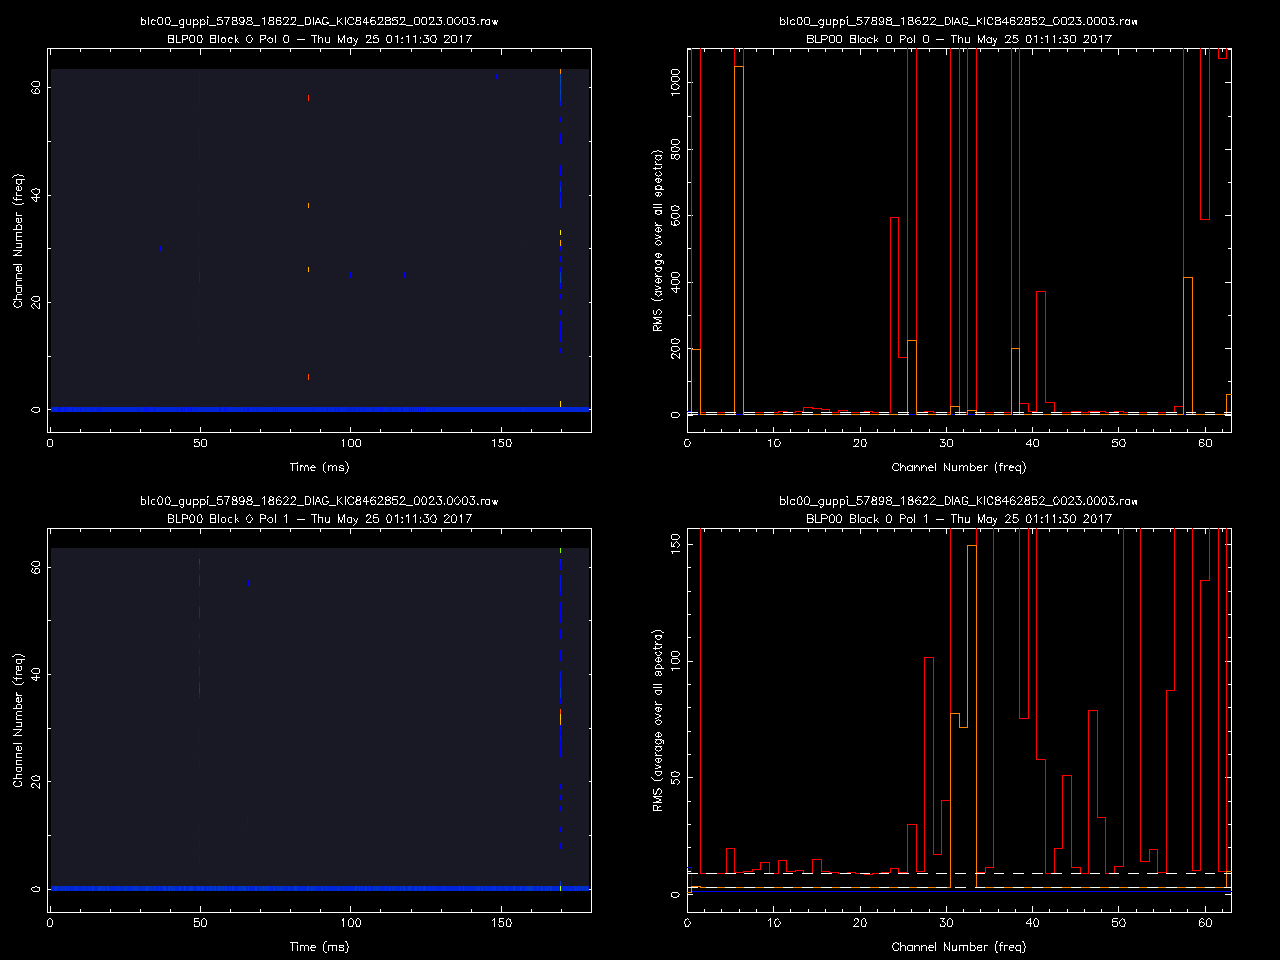 blc00_guppi_57898_18622_DIAG_KIC8462852_0023.0003.raw
BLP00 Block 0 Pol 0 – Thu May 25 01:11:30 2017
Channel Number (freq)
60
40
20
0
0 50 100 150
Time (ms)
blc00_guppi_57898_18622_DIAG_KIC8462852_0023.0003.raw
BLP00 Block 0 Pol 0 – Thu May 25 01:11:30 2017
RMS (average over all spectra)
1000
800
600
400
200
0
0 10 20 30 40 50 60
Channel Number (freq)
blc00_guppi_57898_18622_DIAG_KIC8462852_0023.0003.raw
BLP00 Block 0 Pol 1 – Thu May 25 01:11:30 2017
Channel Number (freq)
60
40
20
0
0 50 100 150
Time (ms)
blc00_guppi_57898_18622_DIAG_KIC8462852_0023.0003.raw
BLP00 Block 0 Pol 1 – Thu May 25 01:11:30 2017
RMS (average over all spectra)
150
100
50
0
0 10 20 30 40 50 60
Channel Number (freq)